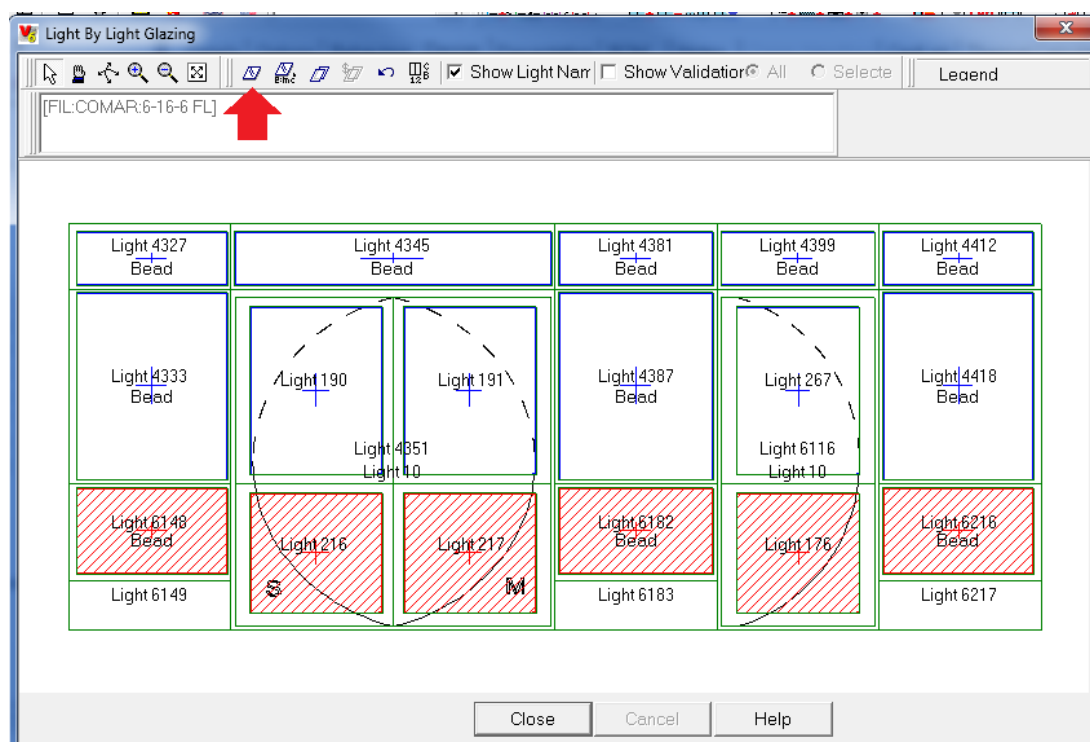 Light By Light Glazing
Show Light Nam Show Validation All Selecte Legend
[FIL:COMAR:6-16-6 FL]
Light 4327 Light 4345 Light 4381 Light 4399 Light 4412
Bead Bead Bead Bead Bead
Light 4333 Light 190 Light 191 Light 4387 Light 267 Light 4418
Bead Bead Bead
Light 4351 Light 6116
Light 10 Light 10
Light 6148 Light 216 Light 217 Light 6182 Light 176 Light 6216
Bead Bead Bead
S M
Light 6149 Light 6183 Light 6217
Close Cancel Help